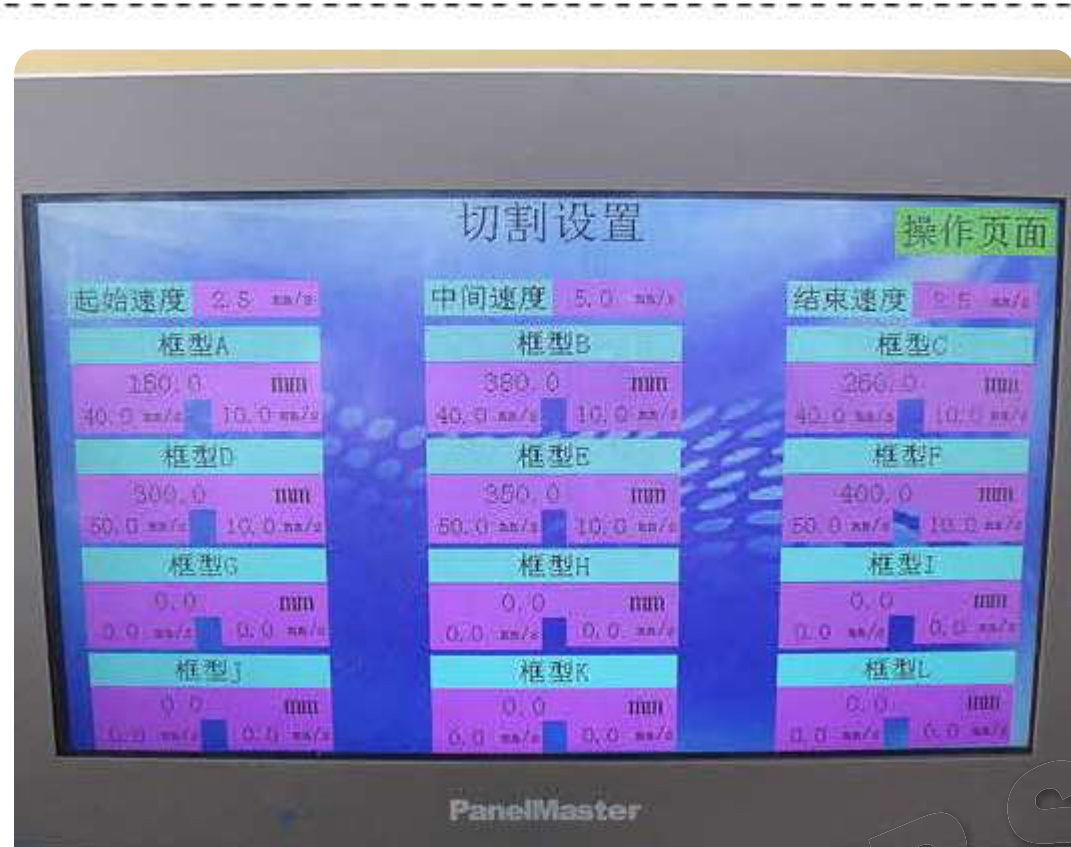 切割设置
操作页面
起始速度 2.5 mm/s 中间速度 5.0 mm/s 结束速度 2.5 mm/s
框型A 框型B 框型C
mm 380.0 mm mm
40.0 mm/s 10.0 mm/s 40.0 mm/s 10.0 mm/s 40.0 mm/s 10.0 mm/s
框型D 框型E 框型F
300.0 mm 350.0 mm 400.0 mm
50.0 mm/s 10.0 mm/s 50.0 mm/s 10.0 mm/s 50.0 mm/s 10.0 mm/s
框型G 框型H 框型I
0.0 mm 0.0 mm 0.0 mm
0.0 mm/s 0.0 mm/s 0.0 mm/s 0.0 mm/s 0.0 mm/s 0.0 mm/s
框型J 框型K 框型L
0.0 mm 0.0 mm 0.0 mm
0.0 mm/s 0.0 mm/s 0.0 mm/s 0.0 mm/s 0.0 mm/s 0.0 mm/s
PanelMaster